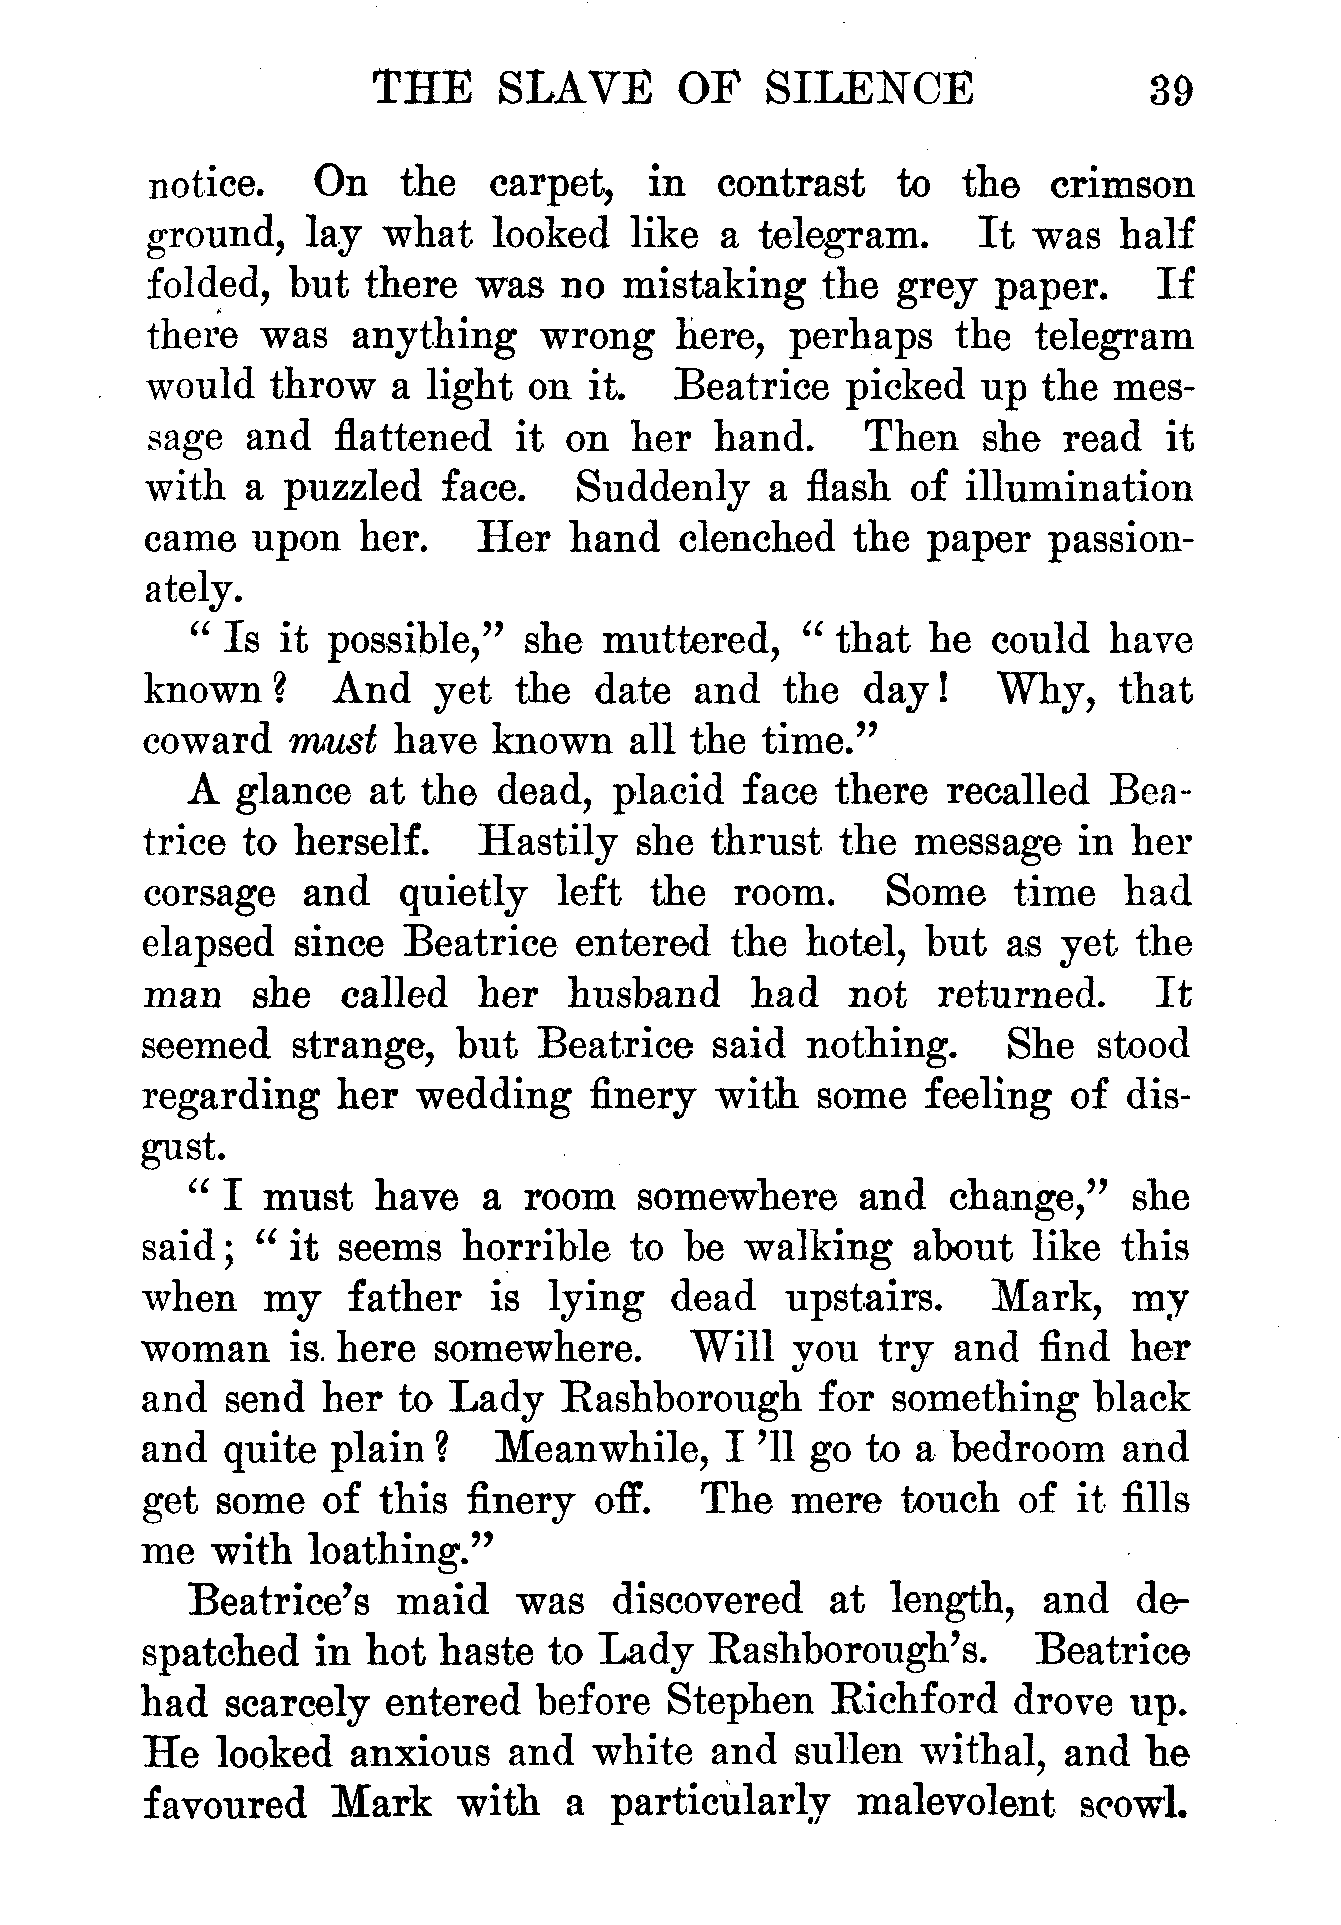 THE SLAVE OF SILENCE 39
notice. On the carpet, in contrast to the crimson
ground, lay what looked like a telegram. It was half
folded, but there was no mistaking the grey paper. If
there was anything wrong here, perhaps the telegram
would throw a light on it. Beatrice picked up the mes-
sage and flattened it on her hand. Then she read it
with a puzzled face. Suddenly a flash of illumination
came upon her. Her hand clenched the paper passion-
ately.
“ Is it possible,” she muttered, “ that he could have
known ? And yet the date and the day ! Why, that
coward must have known all the time.”
A glance at the dead, placid face there recalled Bea-
trice to herself. Hastily she thrust the message in her
corsage and quietly left the room. Some time had
elapsed since Beatrice entered the hotel, but as yet the
man she called her husband had not returned. It
seemed strange, but Beatrice said nothing. She stood
regarding her wedding finery with some feeling of dis-
gust.
“ I must have a room somewhere and change,” she
said ; “ it seems horrible to be walking about like this
when my father is lying dead upstairs. Mark, my
woman is here somewhere. Will you try and find her
and send her to Lady Rashborough for something black
and quite plain ? Meanwhile, I ’ll go to a bedroom and
get some of this finery off. The mere touch of it fills
me with loathing.”
Beatrice’s maid was discovered at length, and de-
spatched in hot haste to Lady Rashborough’s. Beatrice
had scarcely entered before Stephen Richford drove up.
He looked anxious and white and sullen withal, and he
favoured Mark with a particularly malevolent scowl.